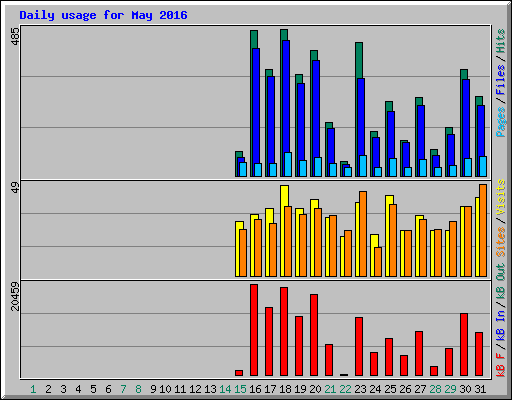 Daily usage for May 2016
485
49
20459
Pages / Files / Hits
Sites / Visits
kB F / kB In / kB Out
1 2 3 4 5 6 7 8 9 10 11 12 13 14 15 16 17 18 19 20 21 22 23 24 25 26 27 28 29 30 31